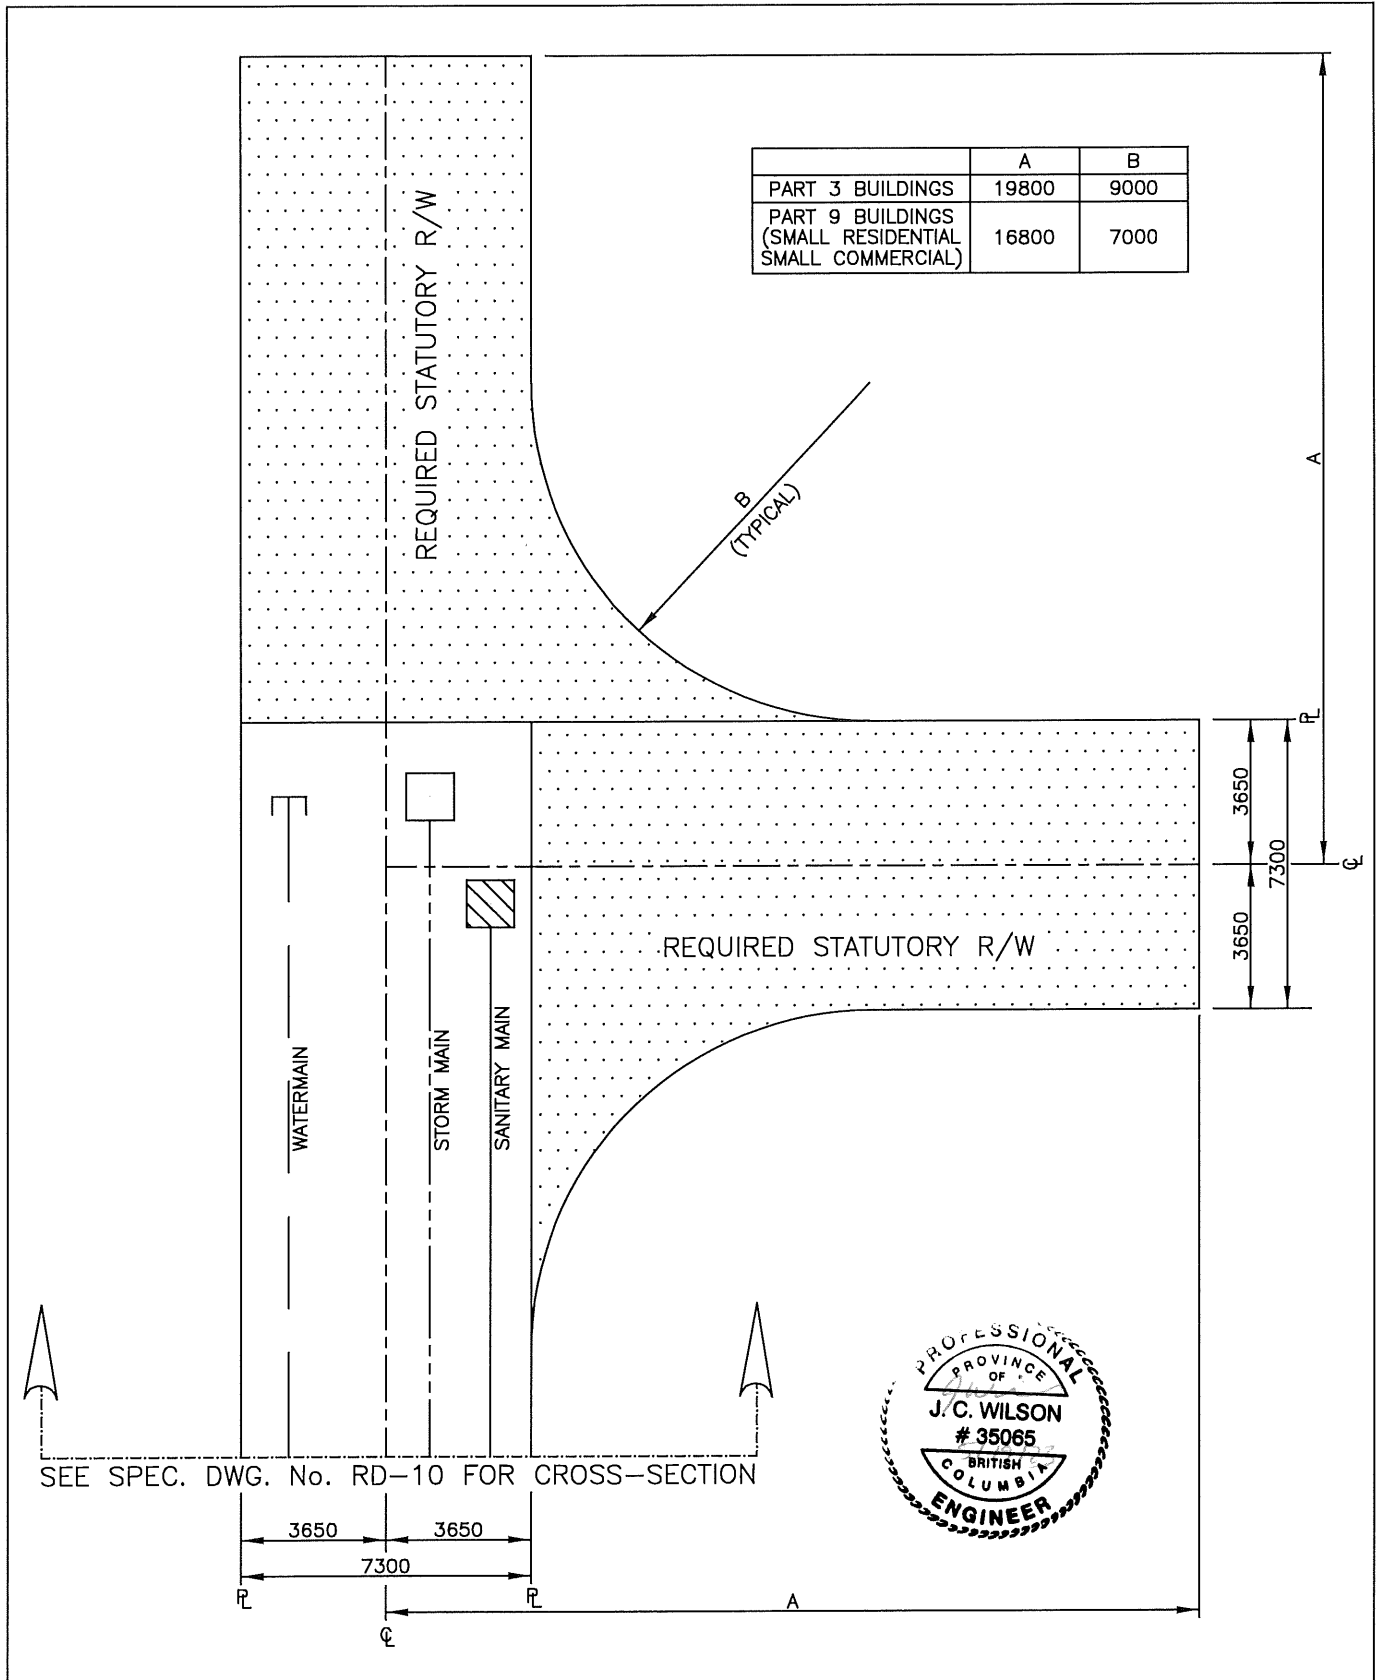 A B
PART 3 BUILDINGS 19800 9000
PART 9 BUILDINGS
(SMALL RESIDENTIAL
SMALL COMMERCIAL) 16800 7000
REQUIRED STATUTORY R/W
B
(TYPICAL)
A
PL
3650
7300
3650
CL
REQUIRED STATUTORY R/W
WATERMAIN
STORM MAIN
SANITARY MAIN
SEE SPEC. DWG. No. RD-10 FOR CROSS-SECTION
3650 3650
7300
PL PL
A
CL
PROFESSIONAL
PROVINCE
OF
J. C. WILSON
# 35065
BRITISH
COLUMBIA
ENGINEER